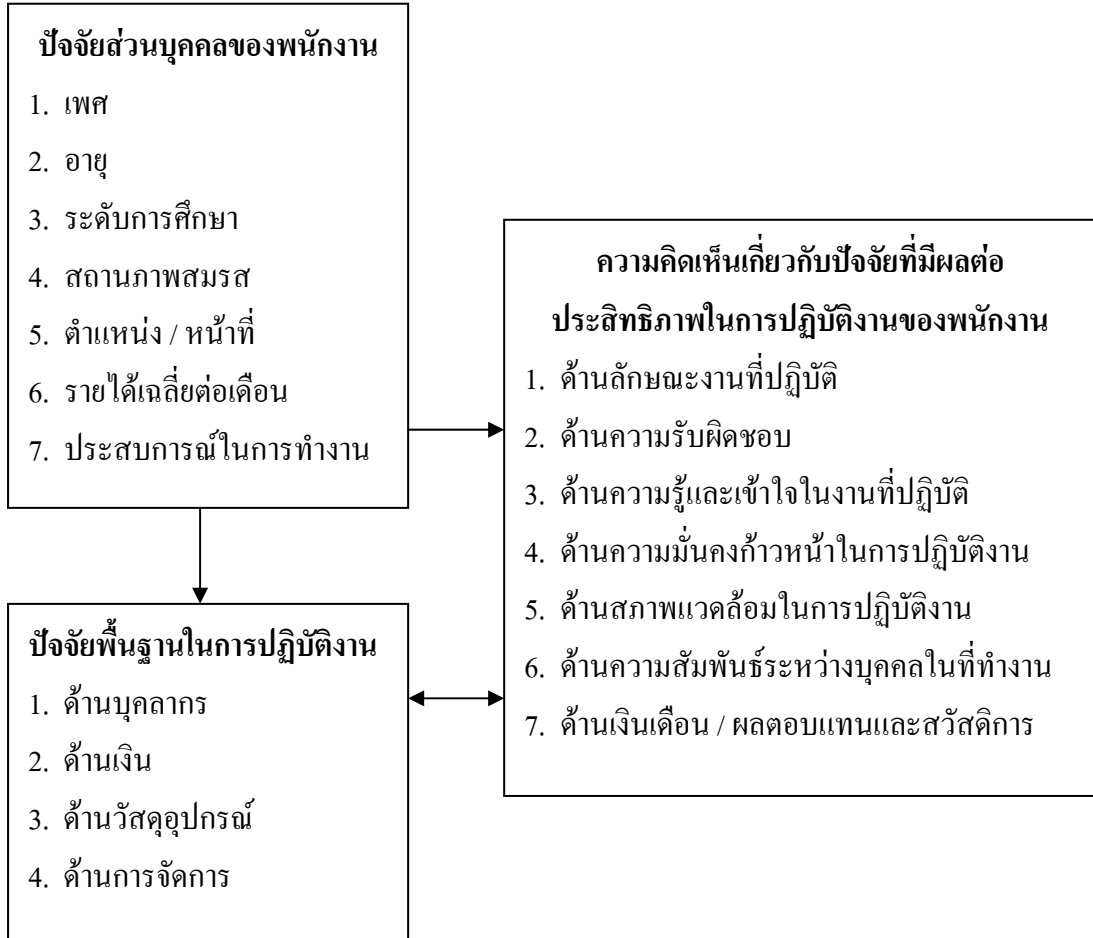 ปัจจัยส่วนบุคคลของพนักงาน
1. เพศ
2. อายุ
3. ระดับการศึกษา
4. สถานภาพสมรส
5. ตำแหน่ง / หน้าที่
6. รายได้เฉลี่ยต่อเดือน
7. ประสบการณ์ในการทำงาน
ความคิดเห็นเกี่ยวกับปัจจัยที่มีผลต่อ
ประสิทธิภาพในการปฏิบัติงานของพนักงาน
1. ด้านลักษณะงานที่ปฏิบัติ
2. ด้านความรับผิดชอบ
3. ด้านความรู้และเข้าใจในงานที่ปฏิบัติ
4. ด้านความมั่นคงก้าวหน้าในการปฏิบัติงาน
5. ด้านสภาพแวดล้อมในการปฏิบัติงาน
6. ด้านความสัมพันธ์ระหว่างบุคคลในที่ทำงาน
7. ด้านเงินเดือน / ผลตอบแทนและสวัสดิการ
ปัจจัยพื้นฐานในการปฏิบัติงาน
1. ด้านบุคลากร
2. ด้านเงิน
3. ด้านวัสดุอุปกรณ์
4. ด้านการจัดการ